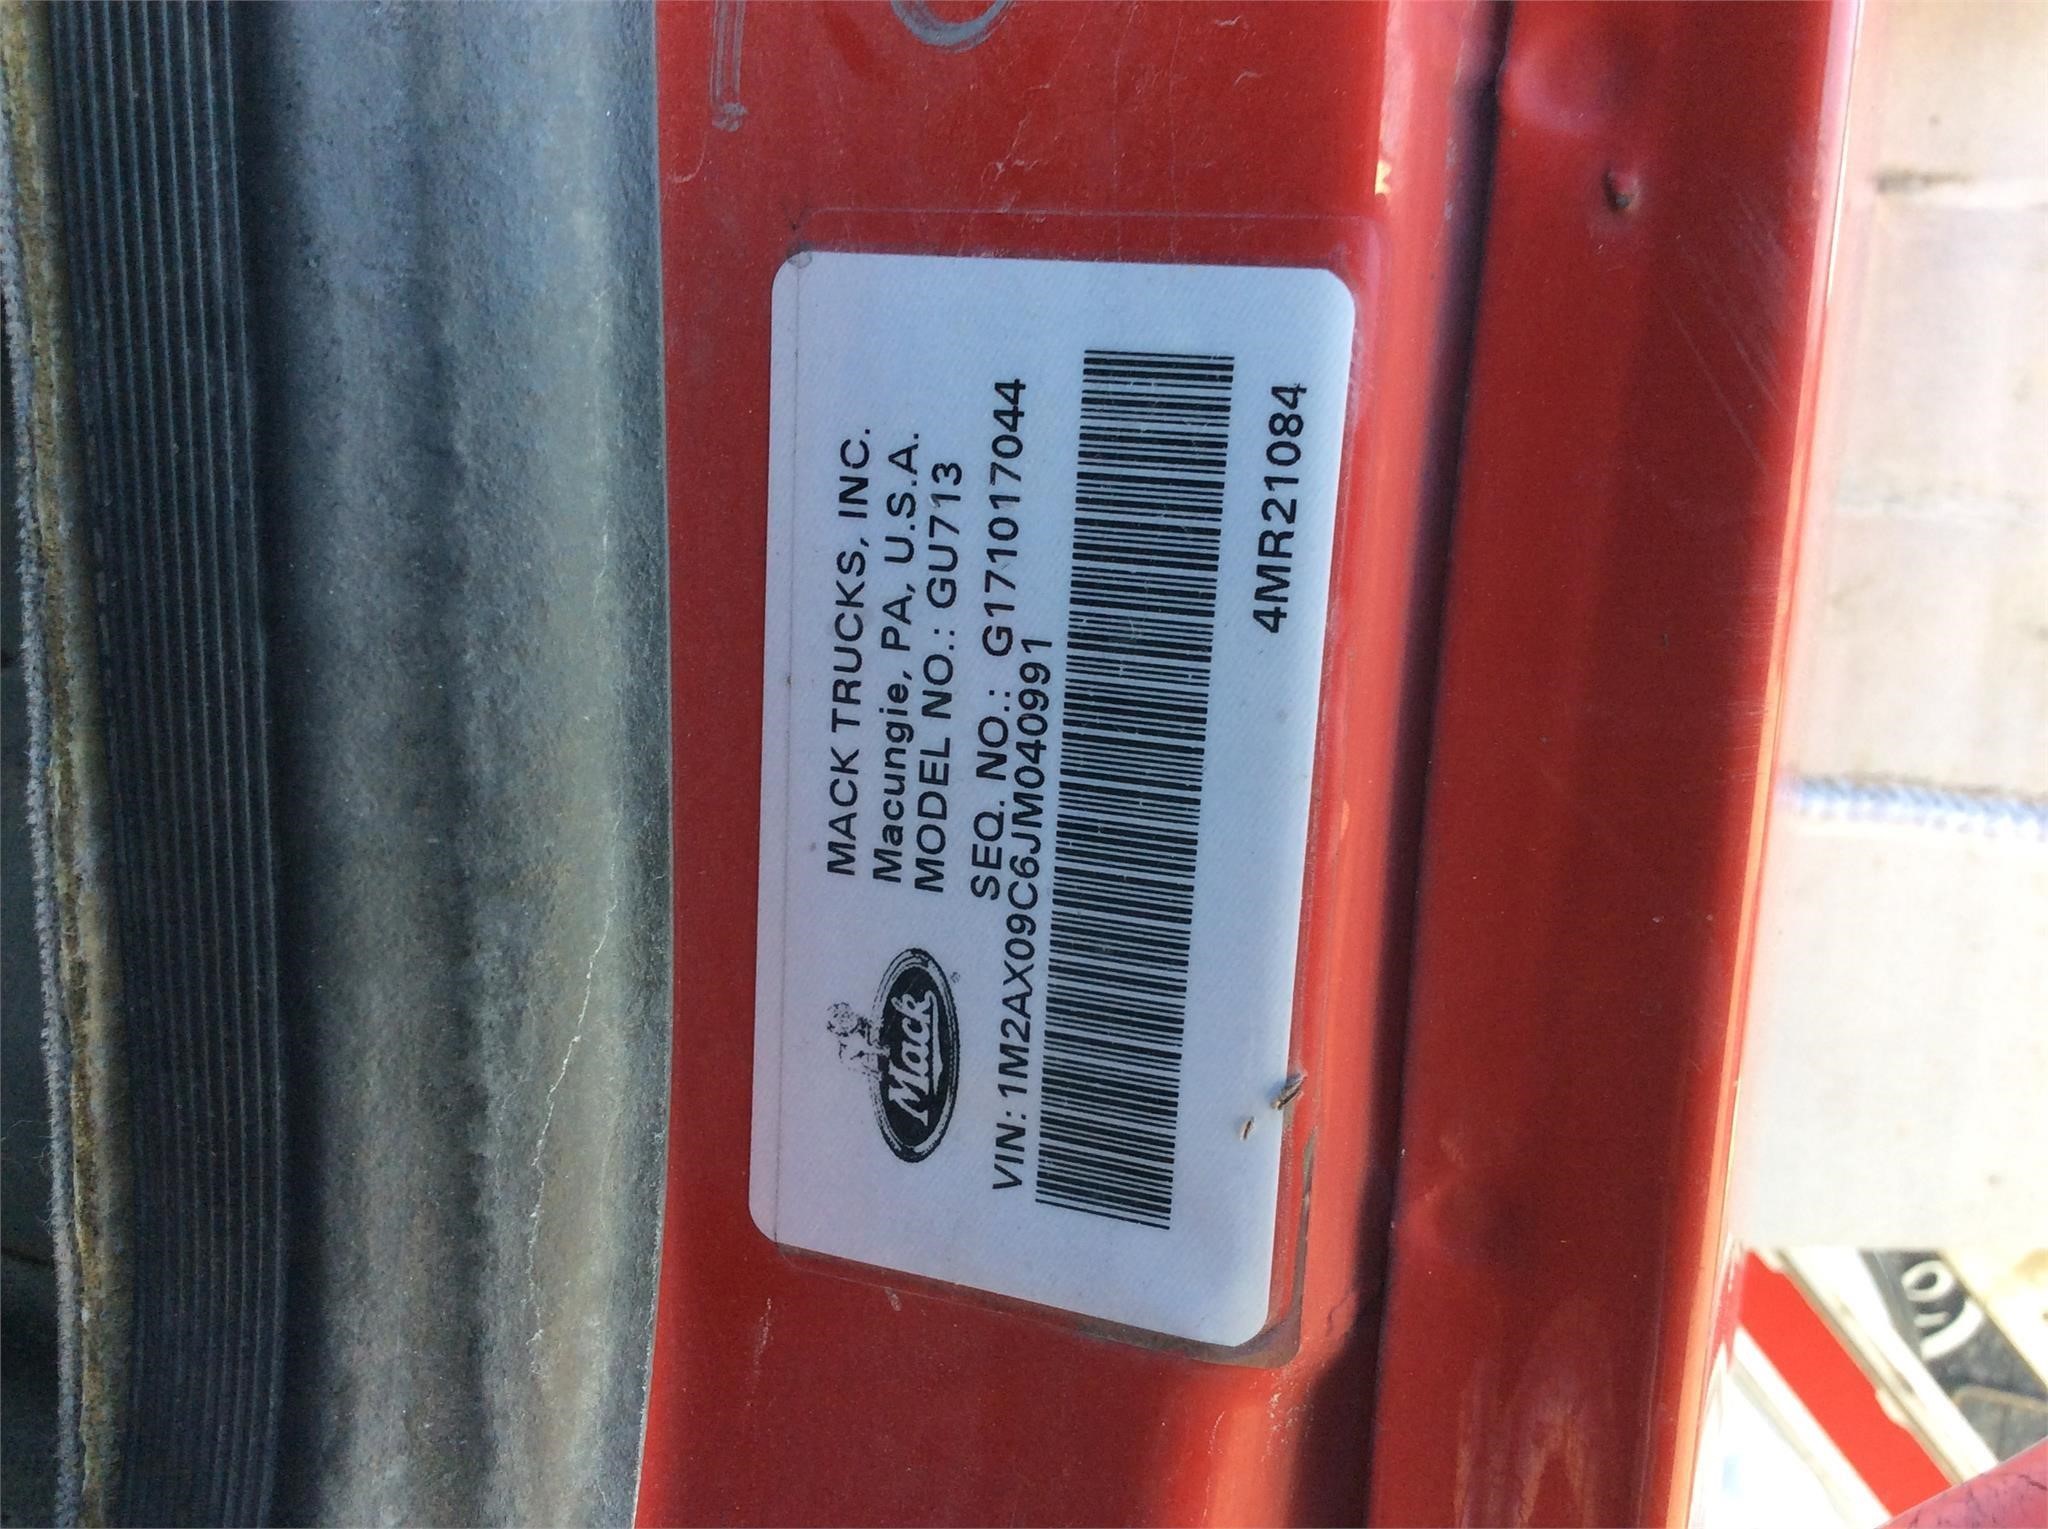 MACK TRUCKS, INC.
Macungie, PA, U.S.A.
MODEL NO.: GU713
SEQ. NO.: G171017044
Mack
VIN: 1M2AX09C6JM040991
4MR21084